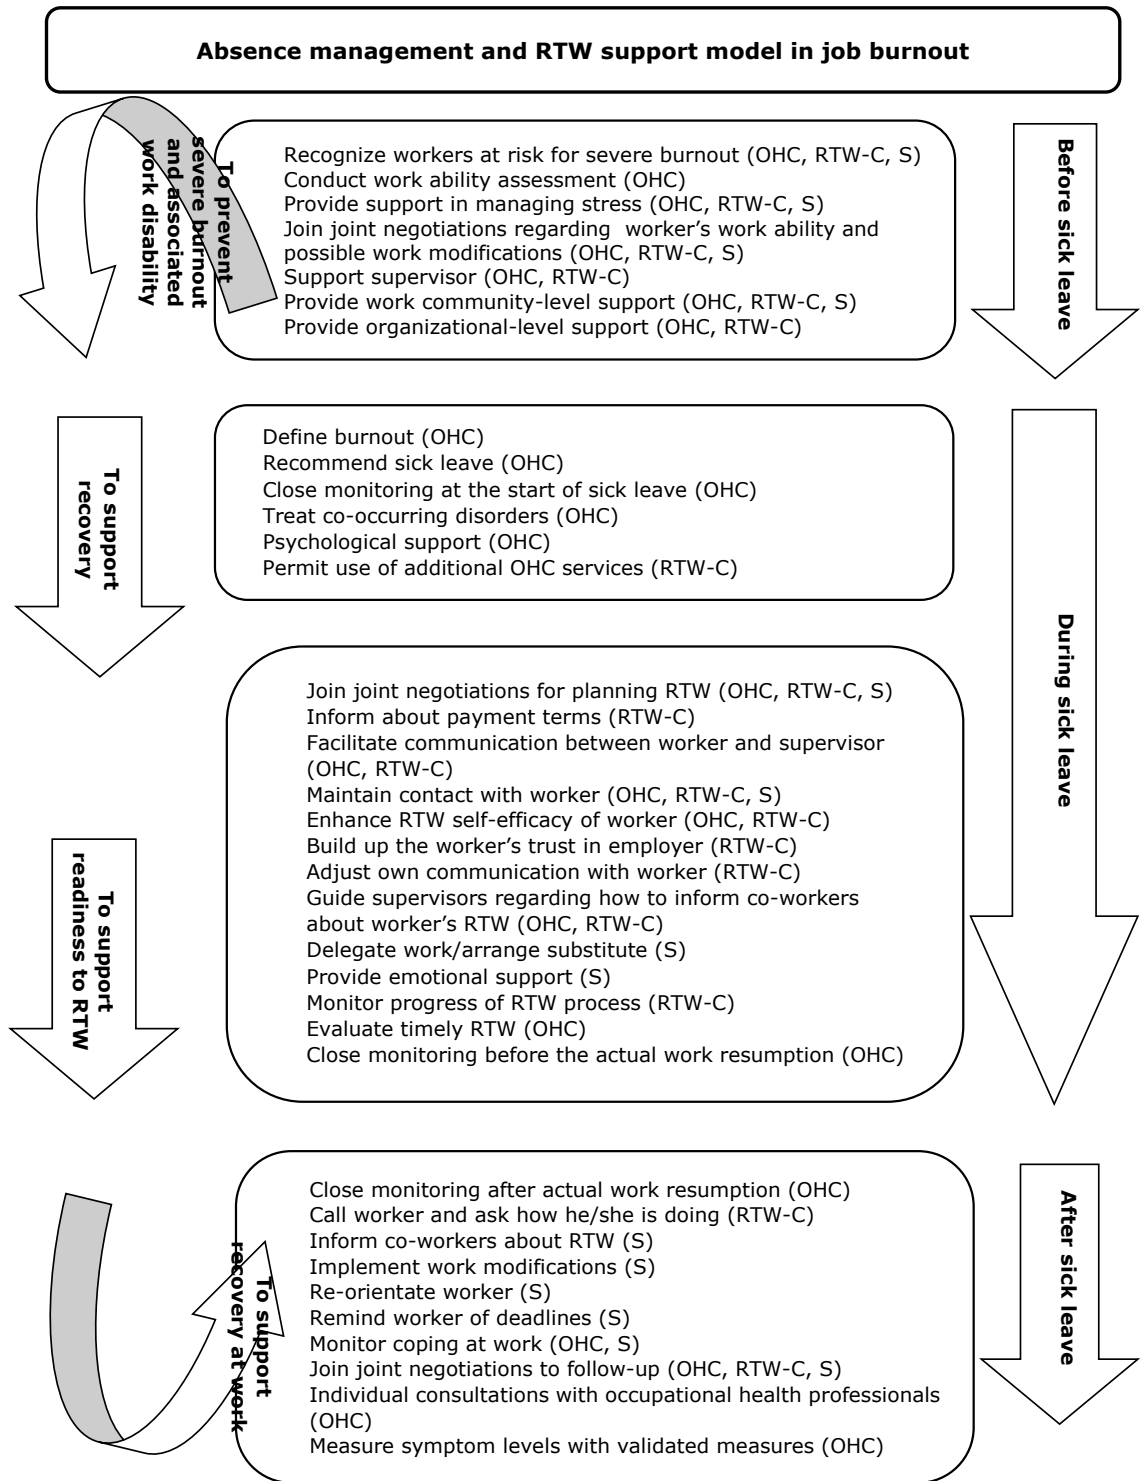 Absence management and RTW support model in job burnout
To prevent
severe burnout
and associated
work disability
Recognize workers at risk for severe burnout (OHC, RTW-C, S)
Conduct work ability assessment (OHC)
Provide support in managing stress (OHC, RTW-C, S)
Join joint negotiations regarding worker’s work ability and
possible work modifications (OHC, RTW-C, S)
Support supervisor (OHC, RTW-C)
Provide work community-level support (OHC, RTW-C, S)
Provide organizational-level support (OHC, RTW-C)
Before sick leave
To support
recovery
Define burnout (OHC)
Recommend sick leave (OHC)
Close monitoring at the start of sick leave (OHC)
Treat co-occurring disorders (OHC)
Psychological support (OHC)
Permit use of additional OHC services (RTW-C)
During sick leave
To support
readiness to RTW
Join joint negotiations for planning RTW (OHC, RTW-C, S)
Inform about payment terms (RTW-C)
Facilitate communication between worker and supervisor
(OHC, RTW-C)
Maintain contact with worker (OHC, RTW-C, S)
Enhance RTW self-efficacy of worker (OHC, RTW-C)
Build up the worker’s trust in employer (RTW-C)
Adjust own communication with worker (RTW-C)
Guide supervisors regarding how to inform co-workers
about worker’s RTW (OHC, RTW-C)
Delegate work/arrange substitute (S)
Provide emotional support (S)
Monitor progress of RTW process (RTW-C)
Evaluate timely RTW (OHC)
Close monitoring before the actual work resumption (OHC)
To support
recovery at work
Close monitoring after actual work resumption (OHC)
Call worker and ask how he/she is doing (RTW-C)
Inform co-workers about RTW (S)
Implement work modifications (S)
Re-orientate worker (S)
Remind worker of deadlines (S)
Monitor coping at work (OHC, S)
Join joint negotiations to follow-up (OHC, RTW-C, S)
Individual consultations with occupational health professionals
(OHC)
Measure symptom levels with validated measures (OHC)
After sick leave